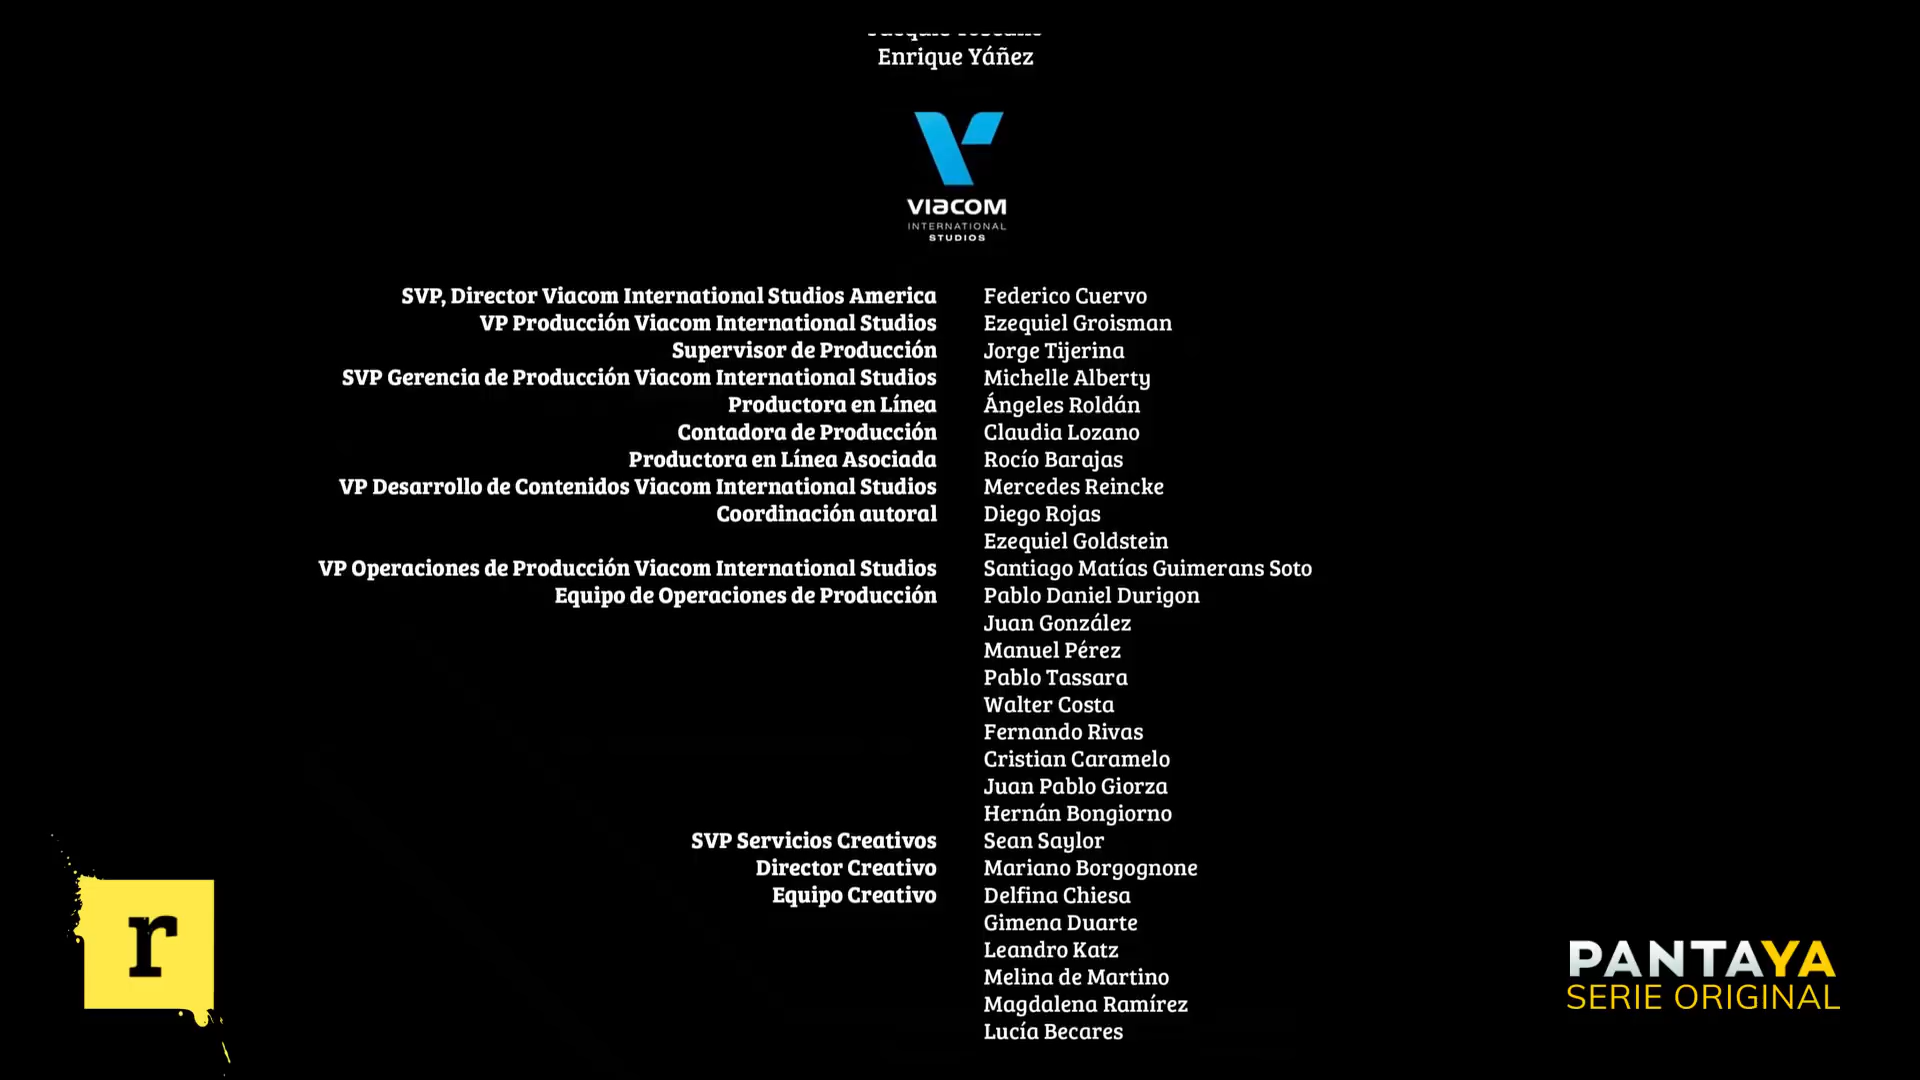 Enrique Yáñez
VIACOM
INTERNATIONAL
STUDIOS
SVP, Director Viacom International Studios America Federico Cuervo
VP Producción Viacom International Studios Ezequiel Groisman
Supervisor de Producción Jorge Tijerina
SVP Gerencia de Producción Viacom International Studios Michelle Alberty
Productora en Línea Ángeles Roldán
Contadora de Producción Claudia Lozano
Productora en Línea Asociada Rocío Barajas
VP Desarrollo de Contenidos Viacom International Studios Mercedes Reincke
Coordinación autoral Diego Rojas
Ezequiel Goldstein
VP Operaciones de Producción Viacom International Studios Santiago Matías Guimerans Soto
Equipo de Operaciones de Producción Pablo Daniel Durigon
Juan González
Manuel Pérez
Pablo Tassara
Walter Costa
Fernando Rivas
Cristian Caramelo
Juan Pablo Giorza
Hernán Bongiorno
SVP Servicios Creativos Sean Saylor
Director Creativo Mariano Borgognone
Equipo Creativo Delfina Chiesa
Gimena Duarte
Leandro Katz
Melina de Martino
Magdalena Ramírez
Lucía Becares
r
PANTAYA
SERIE ORIGINAL